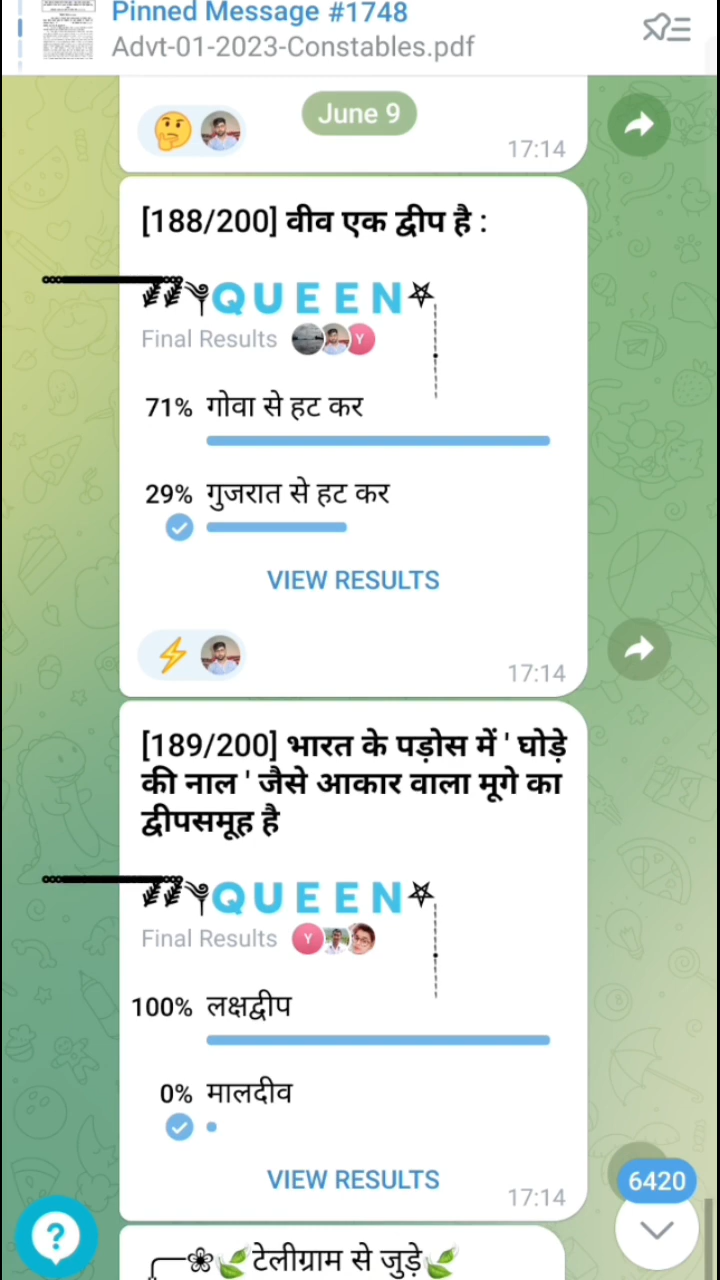 Pinned Message #1748
Advt-01-2023-Constables.pdf
June 9
17:14
[188/200] वीव एक द्वीप है :
QUEEN
Final Results
Y
71% गोवा से हट कर
29% गुजरात से हट कर
VIEW RESULTS
17:14
[189/200] भारत के पड़ोस में ' घोड़े
की नाल ' जैसे आकार वाला मूगे का
द्वीपसमूह है
QUEEN
Final Results
Y
100% लक्षद्वीप
0% मालदीव
VIEW RESULTS
17:14
6420
?
टेलीग्राम से जुड़े